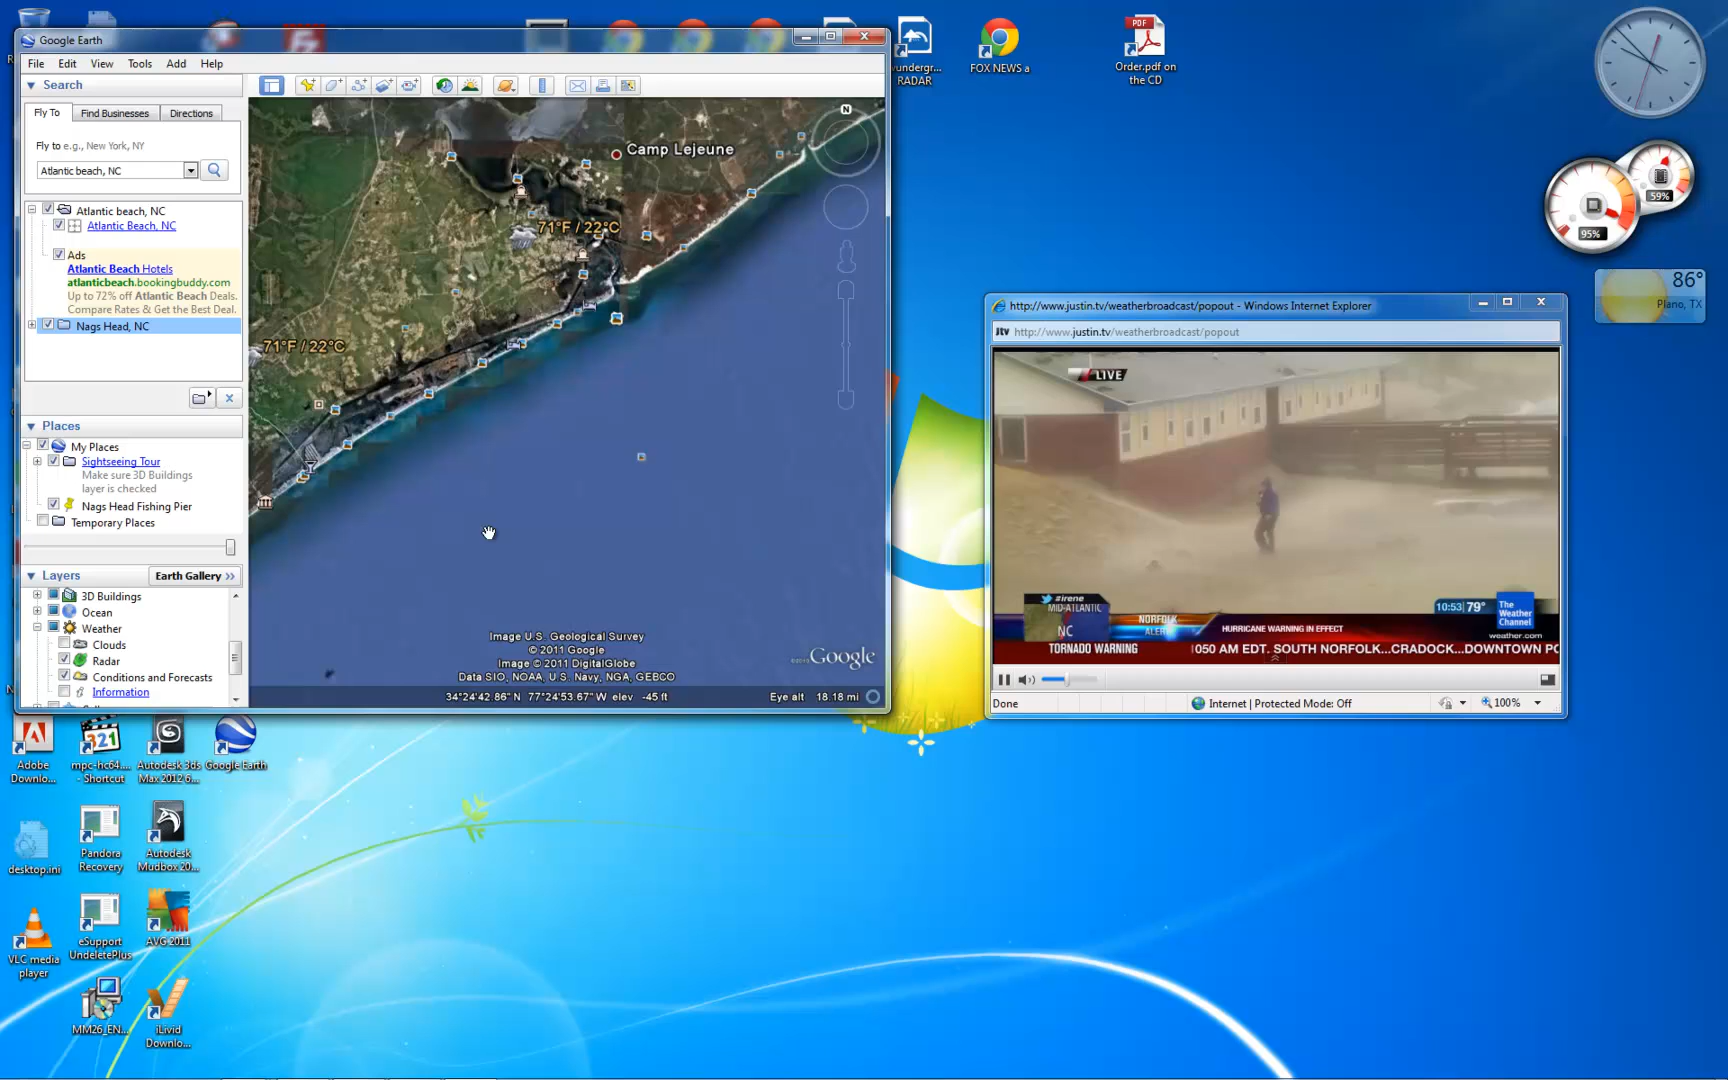 Google Earth
File Edit View Tools Add Help
Search
Fly To Find Businesses Directions
Fly to e.g., New York, NY
Atlantic beach, NC
Atlantic beach, NC
Atlantic Beach, NC
Ads
Atlantic Beach Hotels
atlanticbeach.bookingbuddy.com
Up to 72% off Atlantic Beach Deals.
Compare Rates & Get the Best Deal.
Nags Head, NC
Places
My Places
Sightseeing Tour
Make sure 3D Buildings
layer is checked
Nags Head Fishing Pier
Temporary Places
Layers Earth Gallery >>
3D Buildings
Ocean
Weather
Clouds
Radar
Conditions and Forecasts
Information
N
Camp Lejeune
71°F / 22°C
71°F / 22°C
Image U.S. Geological Survey
© 2011 Google
Image © 2011 DigitalGlobe
Data SIO, NOAA, U.S. Navy, NGA, GEBCO
Google
34°24'42.86" N 77°24'53.67" W elev -45 ft Eye alt 18.18 mi
RADAR
FOX NEWS a
PDF
Order.pdf on
the CD
59%
95%
86°
Plano, TX
http://www.justin.tv/weatherbroadcast/popout - Windows Internet Explorer
jtv http://www.justin.tv/weatherbroadcast/popout
LIVE
#irene
MID-ATLANTIC
NC
NORFOLK
ALERT
HURRICANE WARNING IN EFFECT
10:53 79°
The
Weather
Channel
weather.com
TORNADO WARNING 1050 AM EDT. SOUTH NORFOLK...CRADOCK...DOWNTOWN PO
Done Internet | Protected Mode: Off 100%
Adobe
Downlo...
321
mpc-hc64....
- Shortcut
Autodesk 3ds
Max 2012 6...
Google Earth
desktop.ini
Pandora
Recovery
Autodesk
Mudbox 20...
VLC media
player
eSupport
UndeletePlus
AVG 2011
MM26_EN...
iLivid
Downlo...